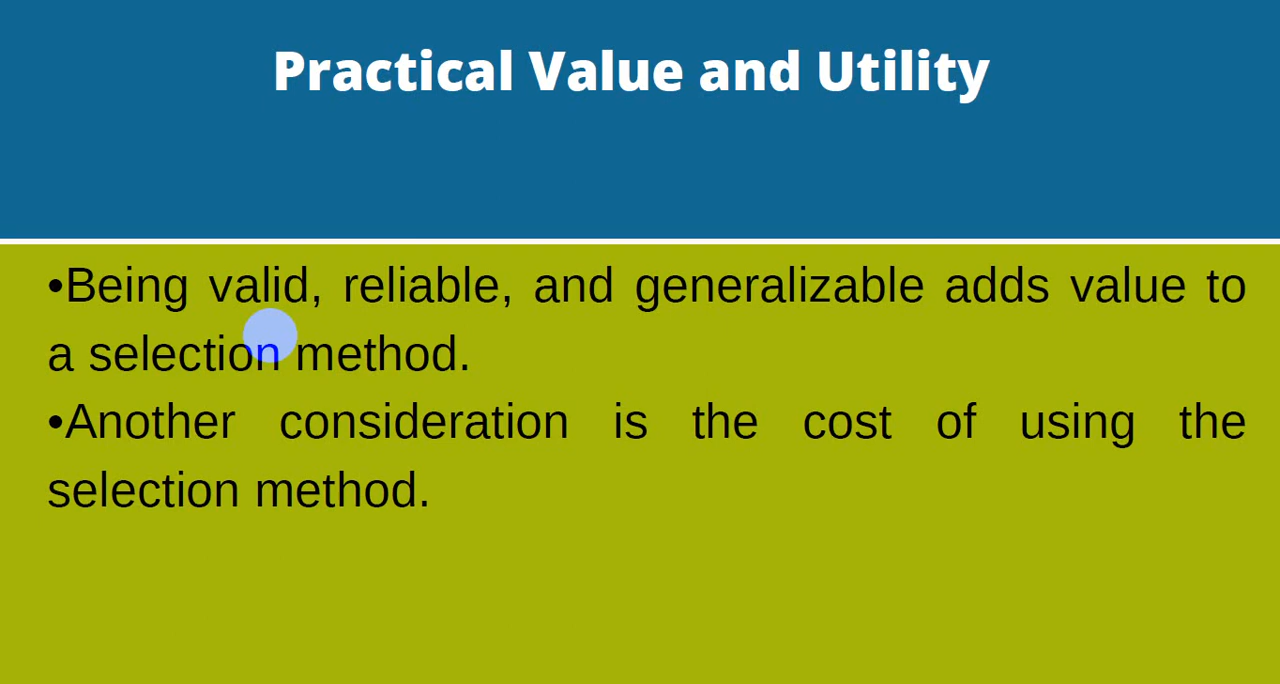 Practical Value and Utility
•Being valid, reliable, and generalizable adds value to
a selection method.
•Another consideration is the cost of using the
selection method.